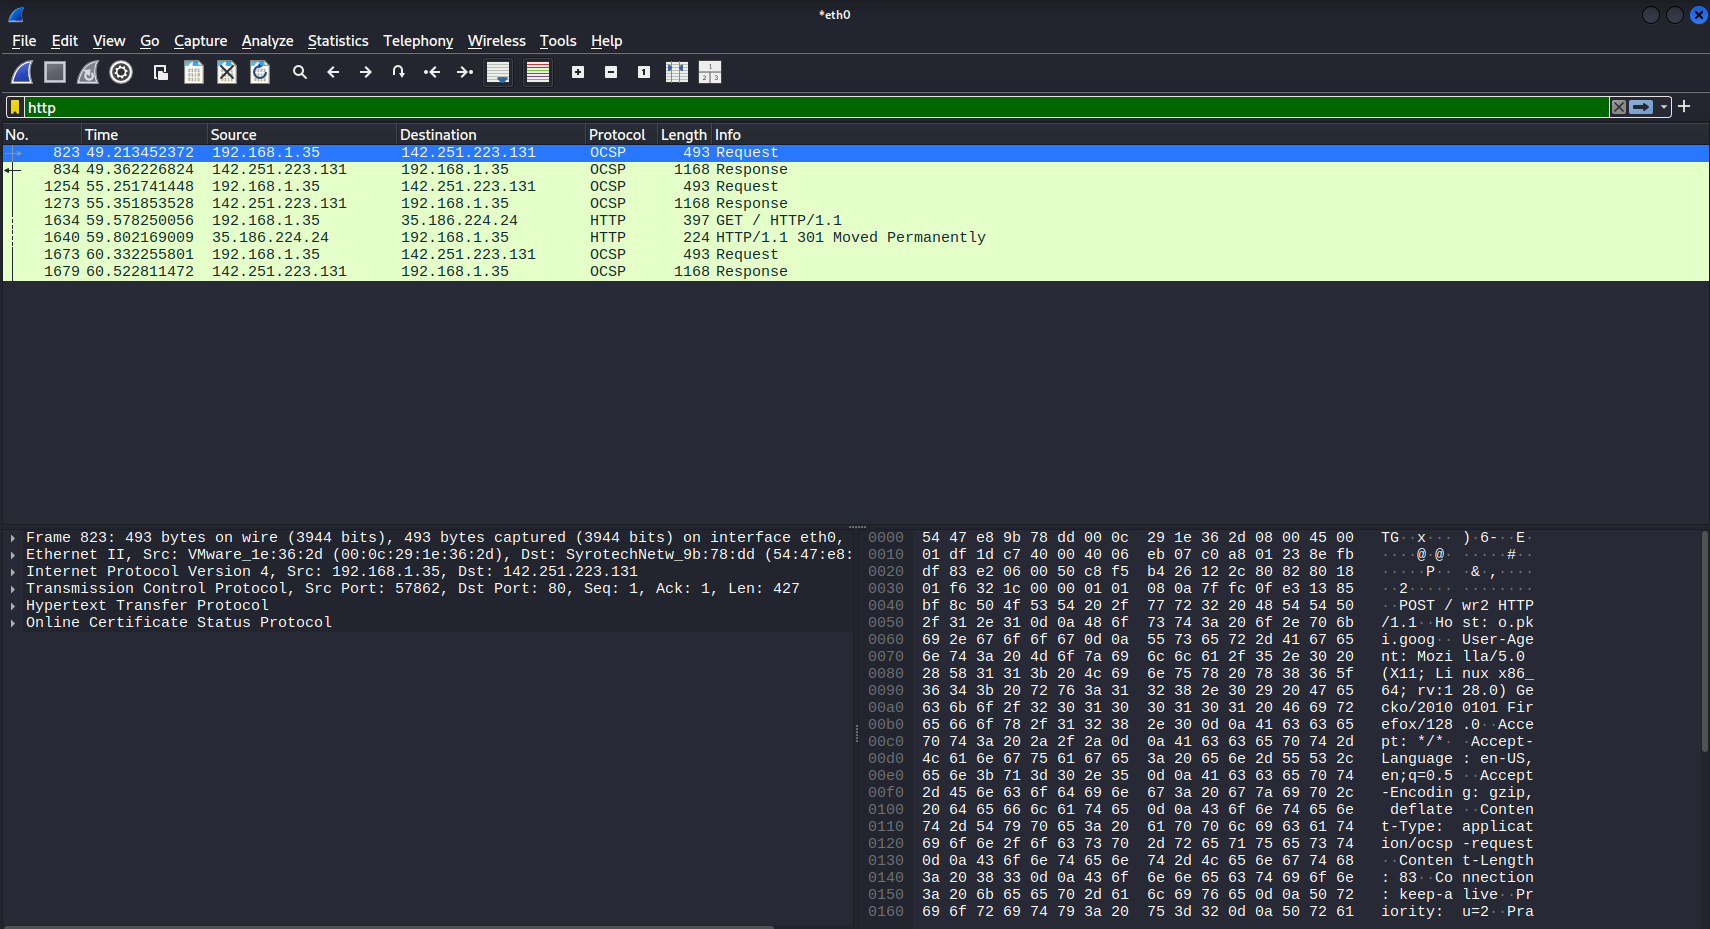 *eth0
File Edit View Go Capture Analyze Statistics Telephony Wireless Tools Help
http
No. Time Source Destination Protocol Length Info
823 49.213452372 192.168.1.35 142.251.223.131 OCSP 493 Request
834 49.362226824 142.251.223.131 192.168.1.35 OCSP 1168 Response
1254 55.251741448 192.168.1.35 142.251.223.131 OCSP 493 Request
1273 55.351853528 142.251.223.131 192.168.1.35 OCSP 1168 Response
1634 59.578250056 192.168.1.35 35.186.224.24 HTTP 397 GET / HTTP/1.1
1640 59.802169009 35.186.224.24 192.168.1.35 HTTP 224 HTTP/1.1 301 Moved Permanently
1673 60.332255801 192.168.1.35 142.251.223.131 OCSP 493 Request
1679 60.522811472 142.251.223.131 192.168.1.35 OCSP 1168 Response
Frame 823: 493 bytes on wire (3944 bits), 493 bytes captured (3944 bits) on interface eth0,
Ethernet II, Src: VMware_1e:36:2d (00:0c:29:1e:36:2d), Dst: SyrotechNetw_9b:78:dd (54:47:e8:
Internet Protocol Version 4, Src: 192.168.1.35, Dst: 142.251.223.131
Transmission Control Protocol, Src Port: 57862, Dst Port: 80, Seq: 1, Ack: 1, Len: 427
Hypertext Transfer Protocol
Online Certificate Status Protocol
0000 54 47 e8 9b 78 dd 00 0c 29 1e 36 2d 08 00 45 00 TG··x··· )·6-··E·
0010 01 df 1d c7 40 00 40 06 eb 07 c0 a8 01 23 8e fb ····@·@· ·····#··
0020 df 83 e2 06 00 50 c8 f5 b4 26 12 2c 80 82 80 18 ·····P·· ·&·,····
0030 01 f6 32 1c 00 00 01 01 08 0a 7f fc 0f e3 13 85 ··2····· ········
0040 bf 8c 50 4f 53 54 20 2f 77 72 32 20 48 54 54 50 ··POST / wr2 HTTP
0050 2f 31 2e 31 0d 0a 48 6f 73 74 3a 20 6f 2e 70 6b /1.1··Ho st: o.pk
0060 69 2e 67 6f 6f 67 0d 0a 55 73 65 72 2d 41 67 65 i.goog·· User-Age
0070 6e 74 3a 20 4d 6f 7a 69 6c 6c 61 2f 35 2e 30 20 nt: Mozi lla/5.0
0080 28 58 31 31 3b 20 4c 69 6e 75 78 20 78 38 36 5f (X11; Li nux x86_
0090 36 34 3b 20 72 76 3a 31 32 38 2e 30 29 20 47 65 64; rv:1 28.0) Ge
00a0 63 6b 6f 2f 32 30 31 30 30 31 30 31 20 46 69 72 cko/2010 0101 Fir
00b0 65 66 6f 78 2f 31 32 38 2e 30 0d 0a 41 63 63 65 efox/128 .0··Acce
00c0 70 74 3a 20 2a 2f 2a 0d 0a 41 63 63 65 70 74 2d pt: */*· ·Accept-
00d0 4c 61 6e 67 75 61 67 65 3a 20 65 6e 2d 55 53 2c Language : en-US,
00e0 65 6e 3b 71 3d 30 2e 35 0d 0a 41 63 63 65 70 74 en;q=0.5 ··Accept
00f0 2d 45 6e 63 6f 64 69 6e 67 3a 20 67 7a 69 70 2c -Encodin g: gzip,
0100 20 64 65 66 6c 61 74 65 0d 0a 43 6f 6e 74 65 6e deflate ··Conten
0110 74 2d 54 79 70 65 3a 20 61 70 70 6c 69 63 61 74 t-Type: applicat
0120 69 6f 6e 2f 6f 63 73 70 2d 72 65 71 75 65 73 74 ion/ocsp -request
0130 0d 0a 43 6f 6e 74 65 6e 74 2d 4c 65 6e 67 74 68 ··Conten t-Length
0140 3a 20 38 33 0d 0a 43 6f 6e 6e 65 63 74 69 6f 6e : 83··Co nnection
0150 3a 20 6b 65 65 70 2d 61 6c 69 76 65 0d 0a 50 72 : keep-a live··Pr
0160 69 6f 72 69 74 79 3a 20 75 3d 32 0d 0a 50 72 61 iority: u=2··Pra